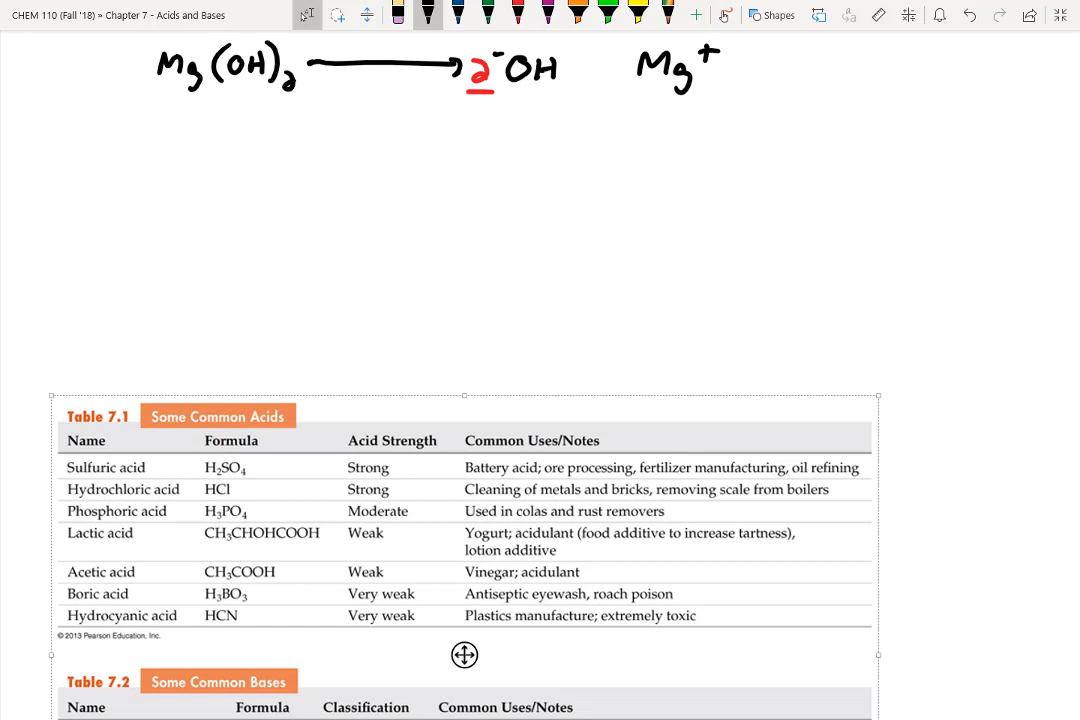 CHEM 110 (Fall '18) » Chapter 7 - Acids and Bases Shapes
Mg(OH)₂ ⟶ 2⁻OH Mg⁺
Table 7.1 Some Common Acids
Name Formula Acid Strength Common Uses/Notes
Sulfuric acid H₂SO₄ Strong Battery acid; ore processing, fertilizer manufacturing, oil refining
Hydrochloric acid HCl Strong Cleaning of metals and bricks, removing scale from boilers
Phosphoric acid H₃PO₄ Moderate Used in colas and rust removers
Lactic acid CH₃CHOHCOOH Weak Yogurt; acidulant (food additive to increase tartness),
lotion additive
Acetic acid CH₃COOH Weak Vinegar; acidulant
Boric acid H₃BO₃ Very weak Antiseptic eyewash, roach poison
Hydrocyanic acid HCN Very weak Plastics manufacture; extremely toxic
© 2013 Pearson Education, Inc.
Table 7.2 Some Common Bases
Name Formula Classification Common Uses/Notes